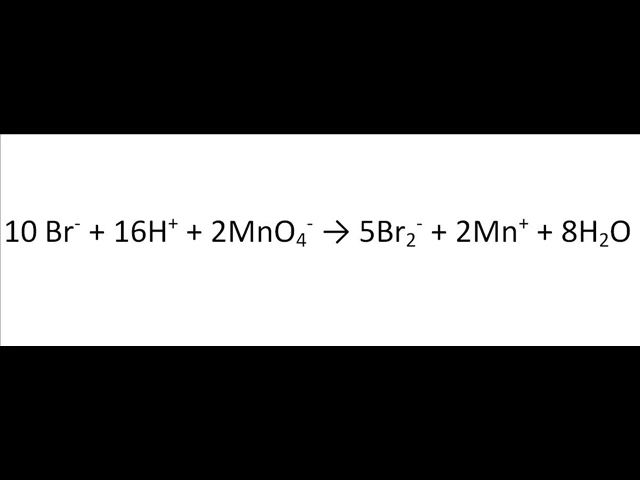 10 Br⁻ + 16H⁺ + 2MnO₄⁻ → 5Br₂⁻ + 2Mn⁺ + 8H₂O